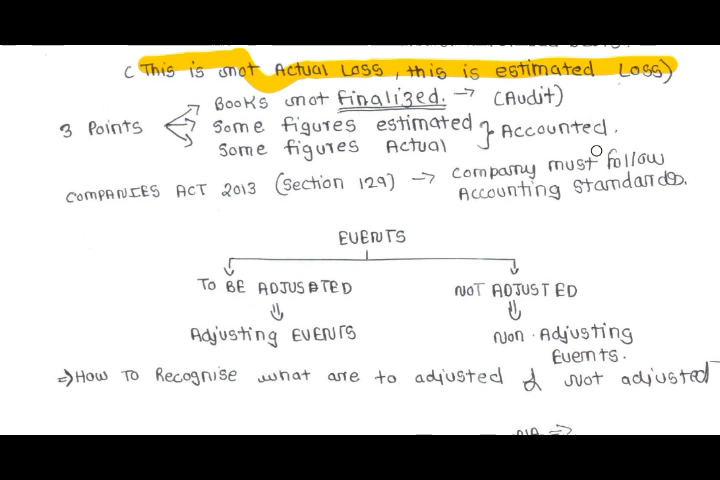 ( This is not Actual Loss, this is estimated Loss)
3 Points
Books not finalized. → (Audit)
Some figures estimated
Some figures Actual
} Accounted.
COMPANIES ACT 2013 (Section 129) → Company must follow
Accounting Standards.
EVENTS
TO BE ADJUSTED
NOT ADJUSTED
Adjusting EVENTS
Non-Adjusting
Events.
⇒ HOW TO Recognise what are to adjusted & Not adjusted